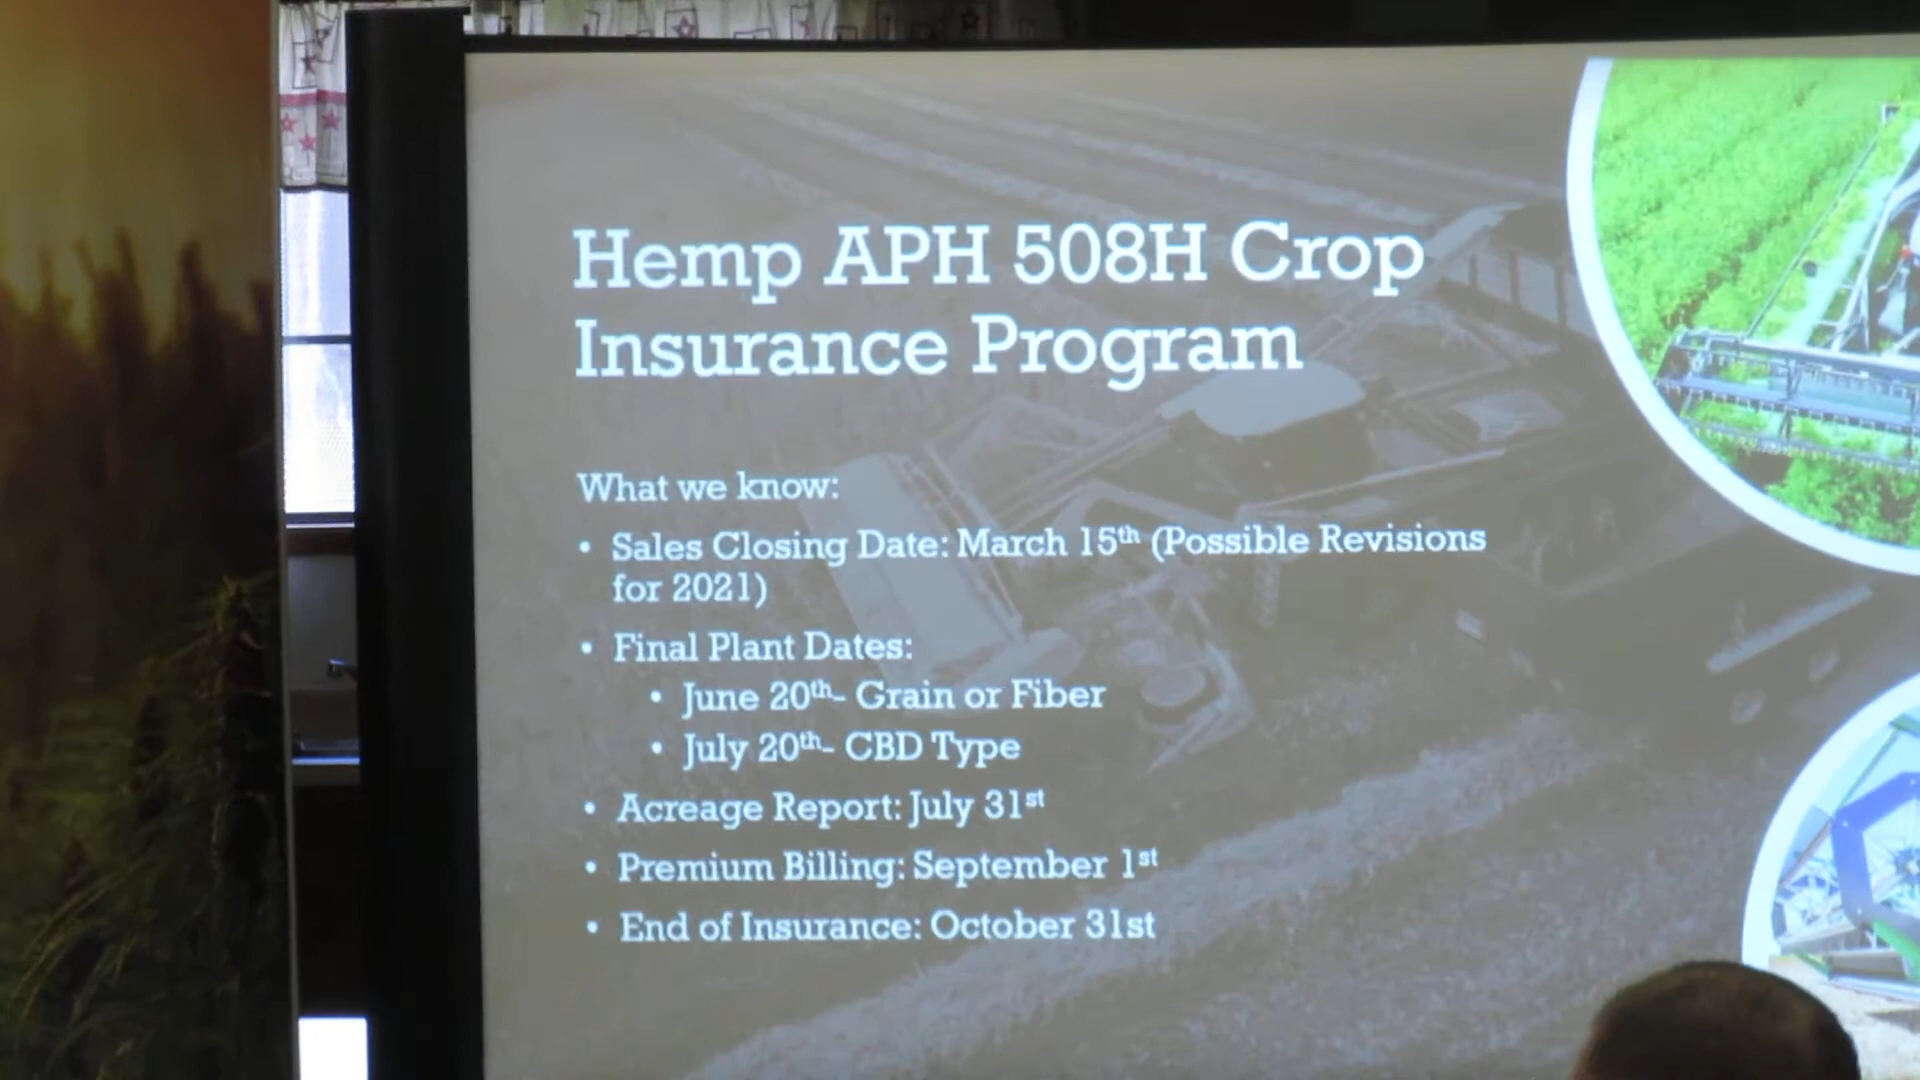 Hemp APH 508H Crop
Insurance Program
What we know:
• Sales Closing Date: March 15th (Possible Revisions
for 2021)
• Final Plant Dates:
• June 20th- Grain or Fiber
• July 20th- CBD Type
• Acreage Report: July 31st
• Premium Billing: September 1st
• End of Insurance: October 31st